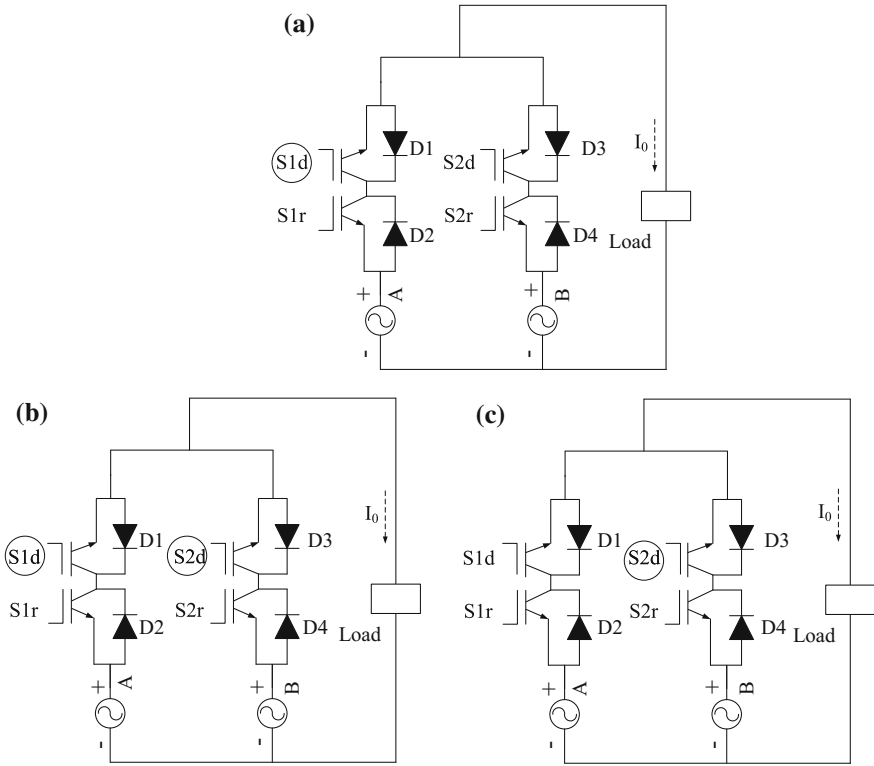 (a)
S1d
D1
S2d
D3
I0
S1r
D2
S2r
D4
Load
+
A
+
B
-
-
(b)
S1d
D1
S2d
D3
I0
S1r
D2
S2r
D4
Load
+
A
+
B
-
-
(c)
S1d
D1
S2d
D3
I0
S1r
D2
S2r
D4
Load
+
A
+
B
-
-